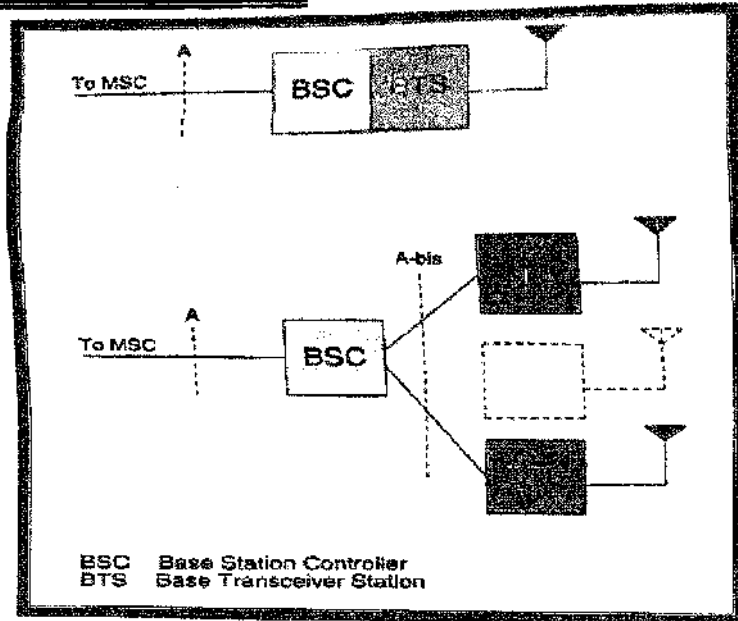 A
To MSC
BSC BTS
A-bis
A
To MSC
BSC
BSC Base Station Controller
BTS Base Transceiver Station